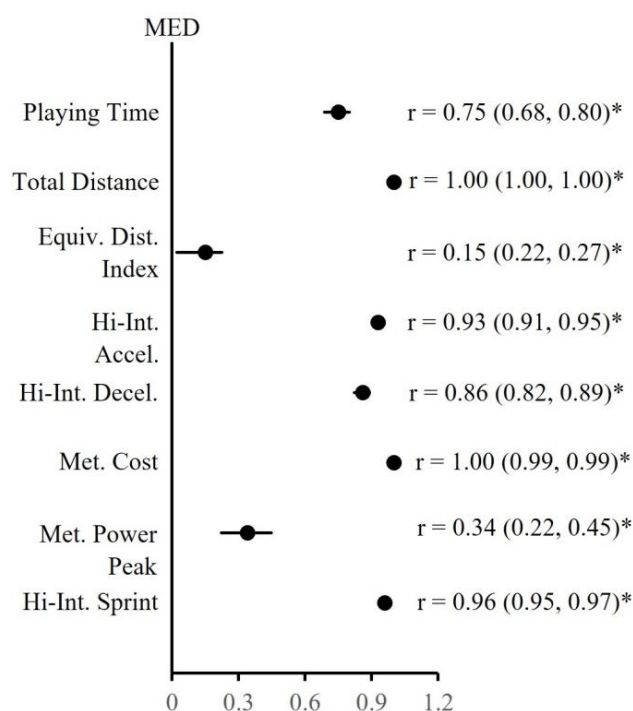 MED
Playing Time r = 0.75 (0.68, 0.80)*
Total Distance r = 1.00 (1.00, 1.00)*
Equiv. Dist.
Index r = 0.15 (0.22, 0.27)*
Hi-Int. r = 0.93 (0.91, 0.95)*
Accel.
Hi-Int. Decel. r = 0.86 (0.82, 0.89)*
Met. Cost r = 1.00 (0.99, 0.99)*
Met. Power r = 0.34 (0.22, 0.45)*
Peak
Hi-Int. Sprint r = 0.96 (0.95, 0.97)*
0 0.3 0.6 0.9 1.2